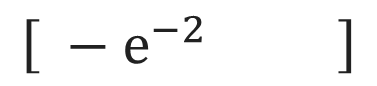 [ − e⁻² ]